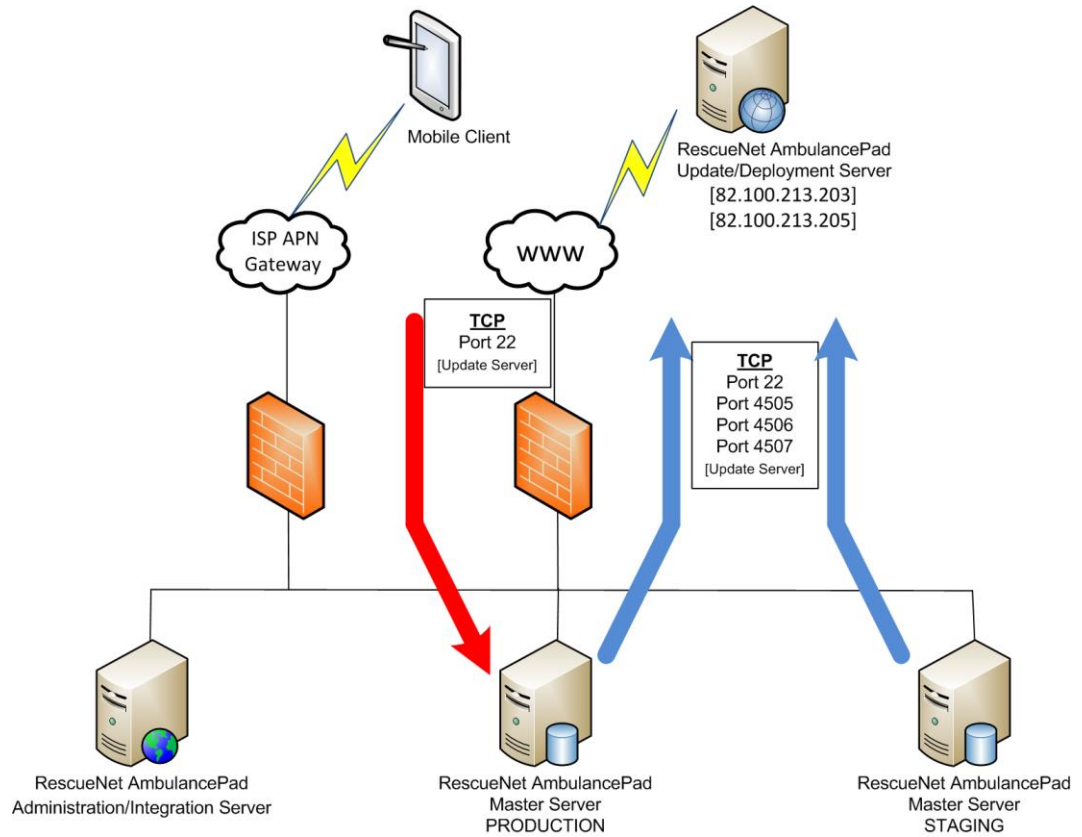 Mobile Client
RescueNet AmbulancePad
Update/Deployment Server
[82.100.213.203]
[82.100.213.205]
ISP APN
Gateway
www
TCP
Port 22
[Update Server]
TCP
Port 22
Port 4505
Port 4506
Port 4507
[Update Server]
RescueNet AmbulancePad
Administration/Integration Server
RescueNet AmbulancePad
Master Server
PRODUCTION
RescueNet AmbulancePad
Master Server
STAGING